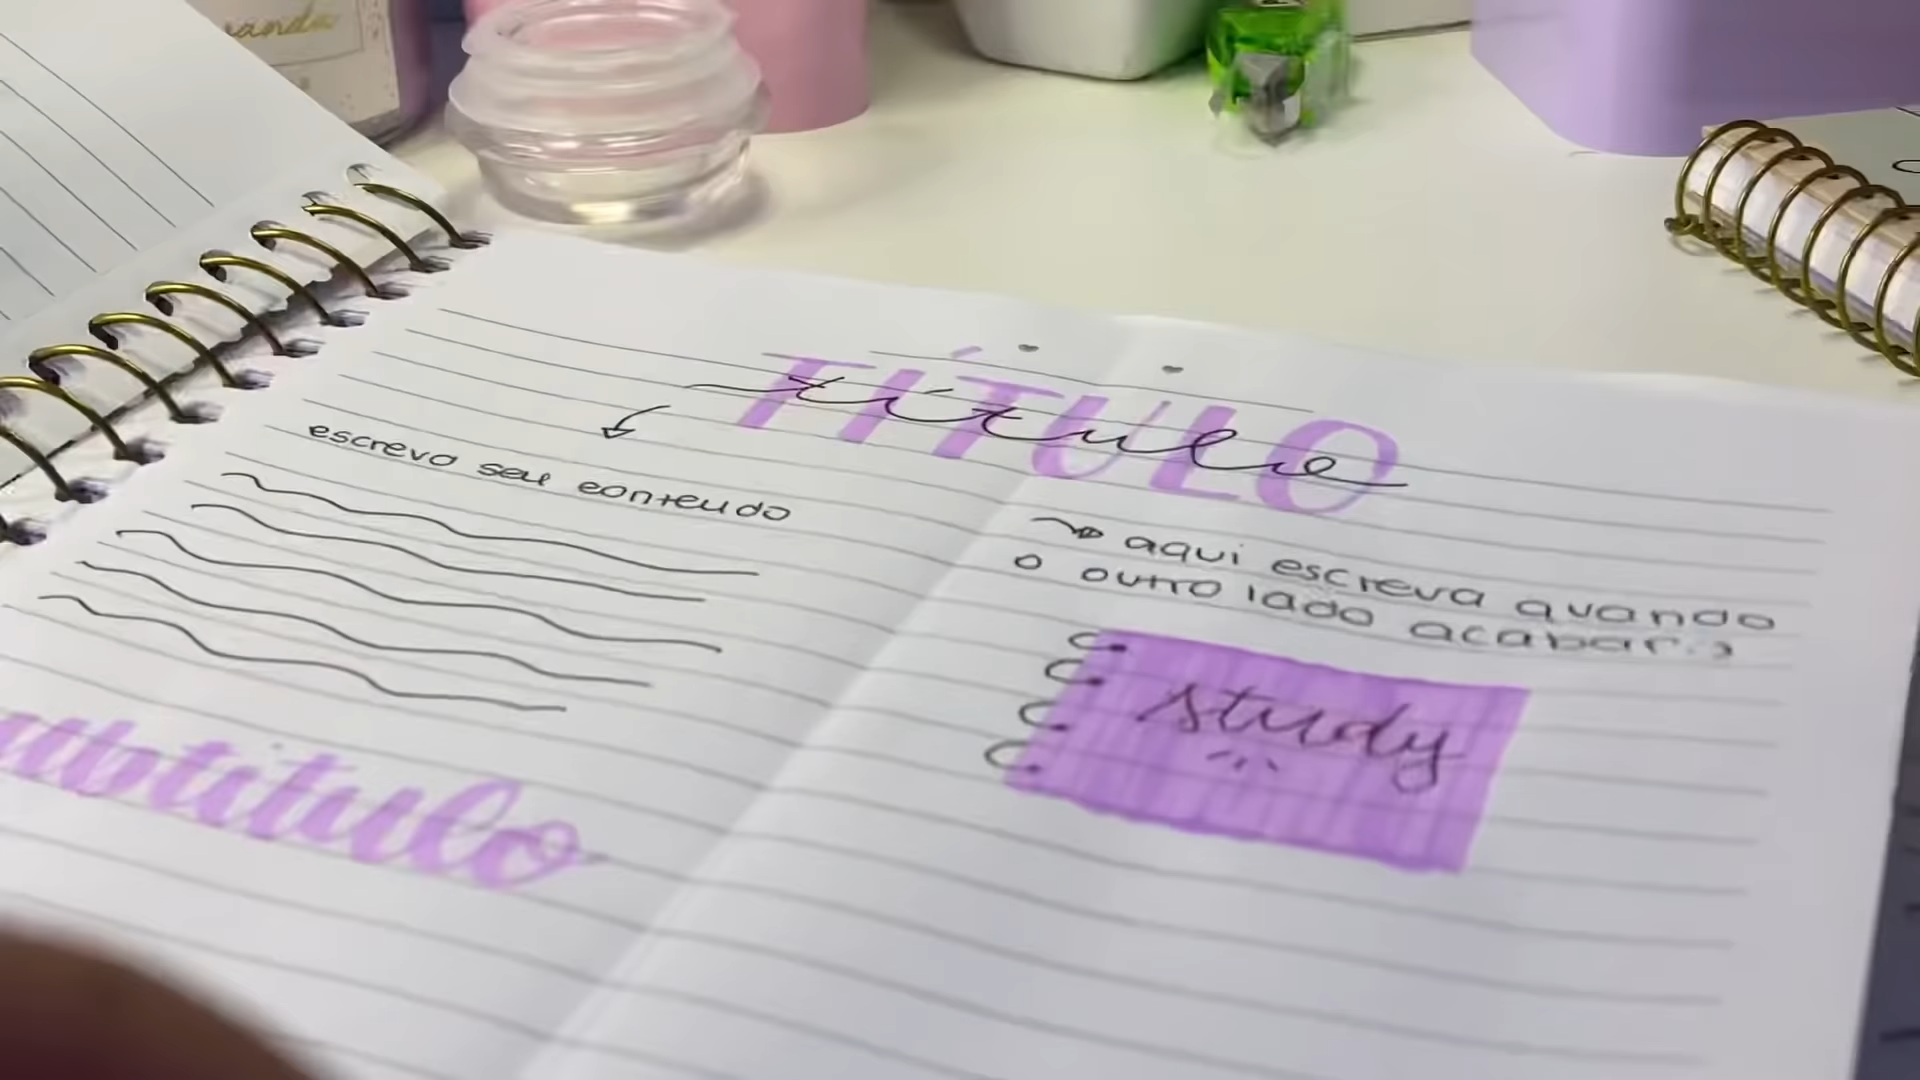 TÍTULO
título
escreva seu conteudo
aqui escreva quando
o outro lado acabar:)
study
subtitulo